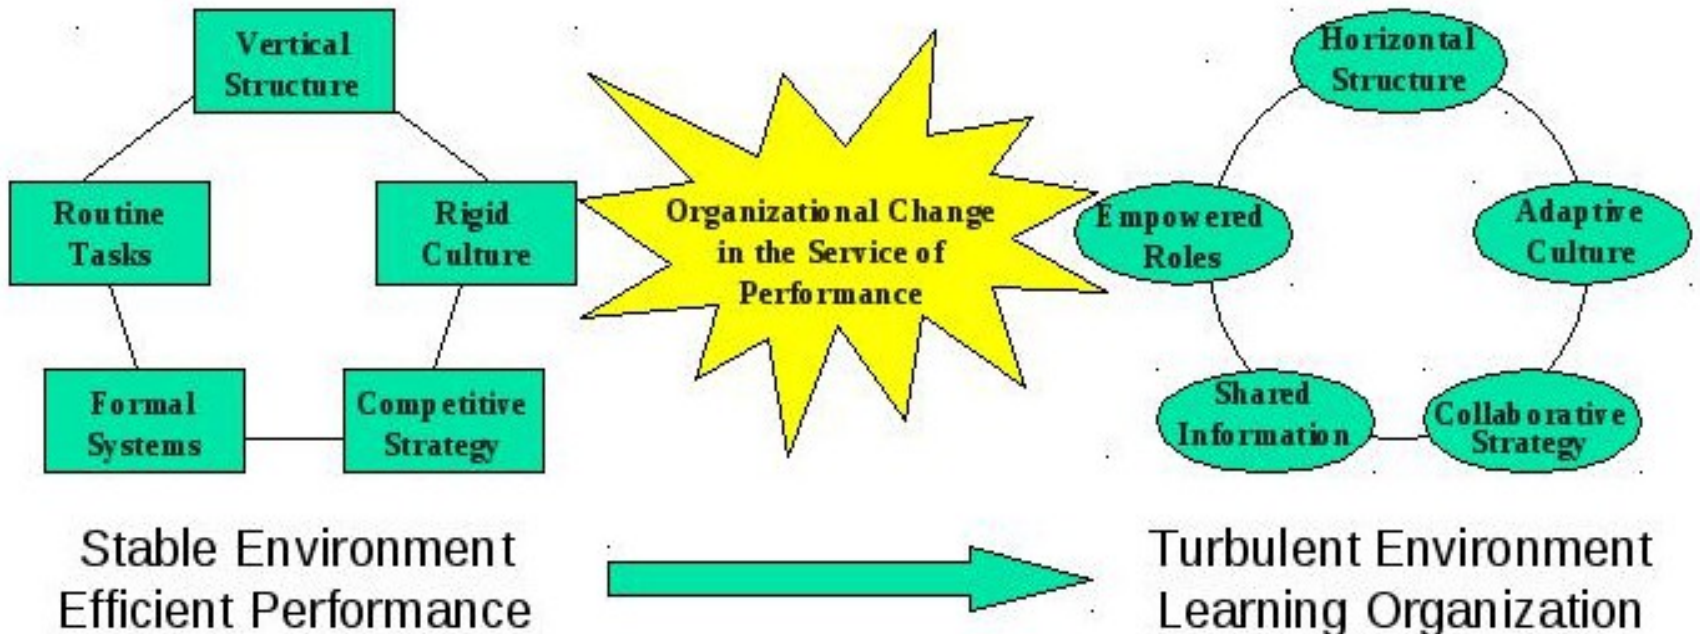 Vertical
Structure
Routine
Tasks
Rigid
Culture
Formal
Systems
Competitive
Strategy
Organizational Change
in the Service of
Performance
Horizontal
Structure
Empowered
Roles
Adaptive
Culture
Shared
Information
Collaborative
Strategy
Stable Environment
Efficient Performance
Turbulent Environment
Learning Organization